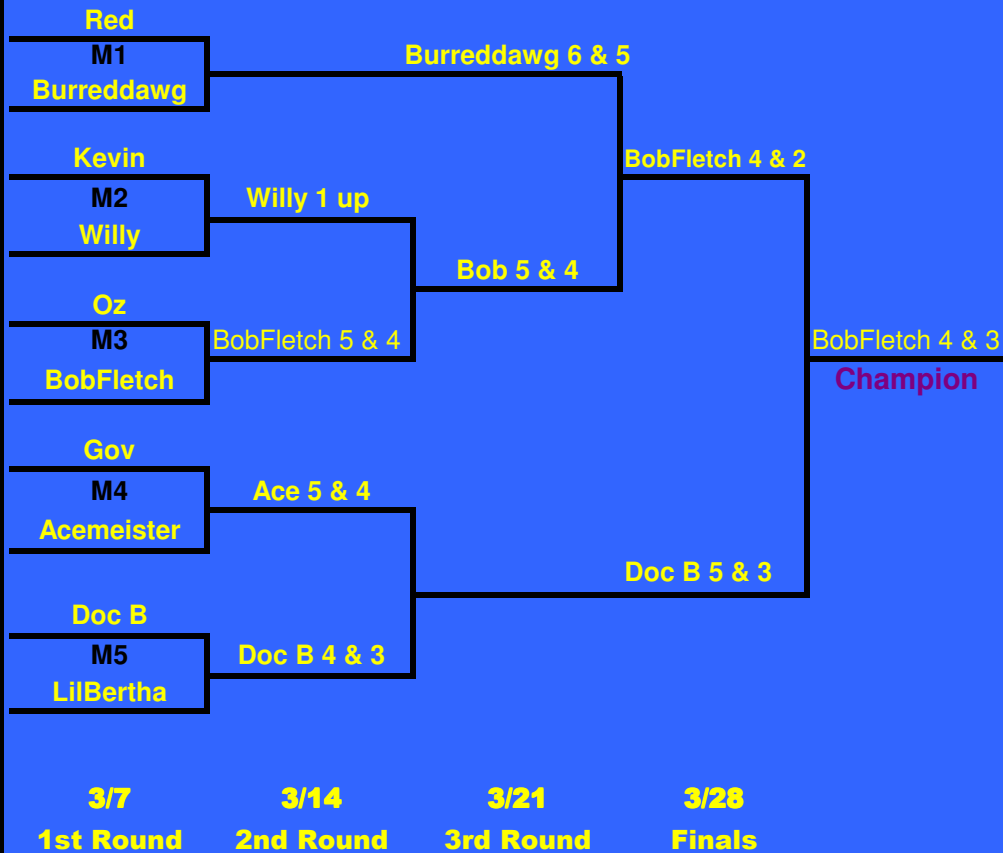 Red
M1
Burreddawg
Burreddawg 6 & 5
Kevin
M2
Willy
Willy 1 up
BobFletch 4 & 2
Bob 5 & 4
Oz
M3
BobFletch
BobFletch 5 & 4
BobFletch 4 & 3
Champion
Gov
M4
Acemeister
Ace 5 & 4
Doc B 5 & 3
Doc B
M5
LilBertha
Doc B 4 & 3
3/7 3/14 3/21 3/28
1st Round 2nd Round 3rd Round Finals